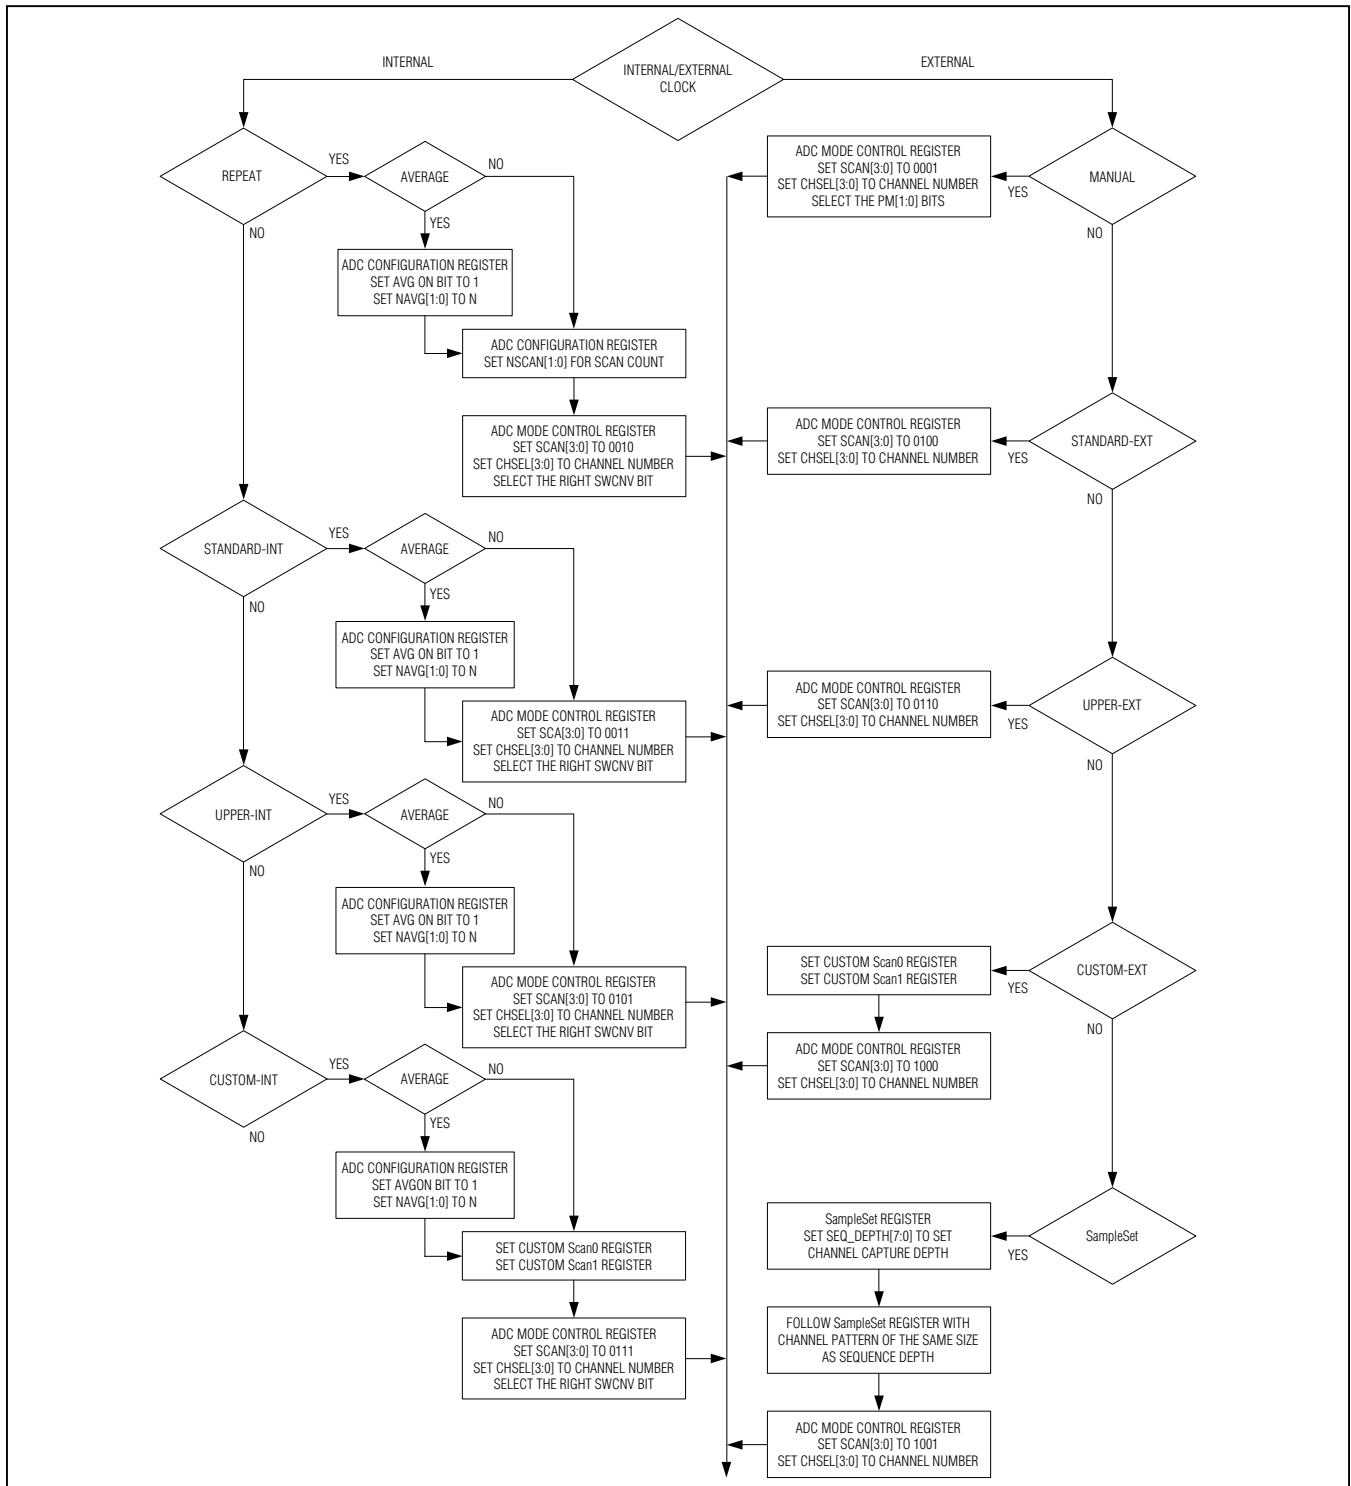 INTERNAL
INTERNAL/EXTERNAL
CLOCK
EXTERNAL
REPEAT
YES
AVERAGE
NO
YES
NO
ADC CONFIGURATION REGISTER
SET AVG ON BIT TO 1
SET NAVG[1:0] TO N
ADC CONFIGURATION REGISTER
SET NSCAN[1:0] FOR SCAN COUNT
ADC MODE CONTROL REGISTER
SET SCAN[3:0] TO 0010
SET CHSEL[3:0] TO CHANNEL NUMBER
SELECT THE RIGHT SWCNV BIT
STANDARD-INT
YES
AVERAGE
NO
YES
NO
ADC CONFIGURATION REGISTER
SET AVG ON BIT TO 1
SET NAVG[1:0] TO N
ADC MODE CONTROL REGISTER
SET SCA[3:0] TO 0011
SET CHSEL[3:0] TO CHANNEL NUMBER
SELECT THE RIGHT SWCNV BIT
UPPER-INT
YES
AVERAGE
NO
YES
NO
ADC CONFIGURATION REGISTER
SET AVG ON BIT TO 1
SET NAVG[1:0] TO N
ADC MODE CONTROL REGISTER
SET SCAN[3:0] TO 0101
SET CHSEL[3:0] TO CHANNEL NUMBER
SELECT THE RIGHT SWCNV BIT
CUSTOM-INT
YES
AVERAGE
NO
YES
NO
ADC CONFIGURATION REGISTER
SET AVGON BIT TO 1
SET NAVG[1:0] TO N
SET CUSTOM Scan0 REGISTER
SET CUSTOM Scan1 REGISTER
ADC MODE CONTROL REGISTER
SET SCAN[3:0] TO 0111
SET CHSEL[3:0] TO CHANNEL NUMBER
SELECT THE RIGHT SWCNV BIT
MANUAL
YES
NO
ADC MODE CONTROL REGISTER
SET SCAN[3:0] TO 0001
SET CHSEL[3:0] TO CHANNEL NUMBER
SELECT THE PM[1:0] BITS
STANDARD-EXT
YES
NO
ADC MODE CONTROL REGISTER
SET SCAN[3:0] TO 0100
SET CHSEL[3:0] TO CHANNEL NUMBER
UPPER-EXT
YES
NO
ADC MODE CONTROL REGISTER
SET SCAN[3:0] TO 0110
SET CHSEL[3:0] TO CHANNEL NUMBER
CUSTOM-EXT
YES
NO
SET CUSTOM Scan0 REGISTER
SET CUSTOM Scan1 REGISTER
ADC MODE CONTROL REGISTER
SET SCAN[3:0] TO 1000
SET CHSEL[3:0] TO CHANNEL NUMBER
SampleSet
YES
SampleSet REGISTER
SET SEQ_DEPTH[7:0] TO SET
CHANNEL CAPTURE DEPTH
FOLLOW SampleSet REGISTER WITH
CHANNEL PATTERN OF THE SAME SIZE
AS SEQUENCE DEPTH
ADC MODE CONTROL REGISTER
SET SCAN[3:0] TO 1001
SET CHSEL[3:0] TO CHANNEL NUMBER